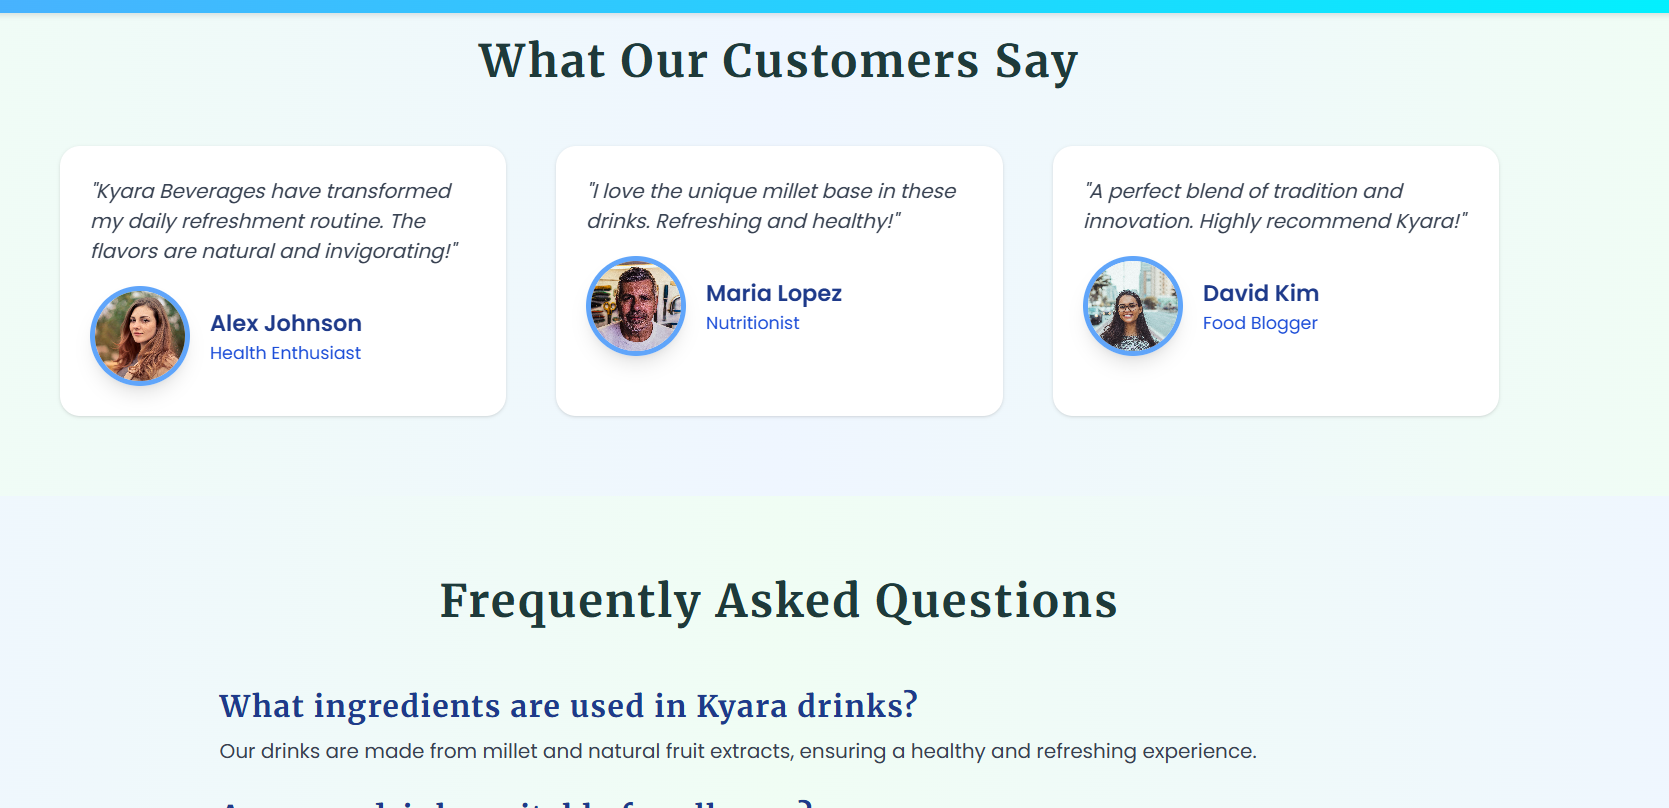 What Our Customers Say
"Kyara Beverages have transformed
my daily refreshment routine. The
flavors are natural and invigorating!"
Alex Johnson
Health Enthusiast
"I love the unique millet base in these
drinks. Refreshing and healthy!"
Maria Lopez
Nutritionist
"A perfect blend of tradition and
innovation. Highly recommend Kyara!"
David Kim
Food Blogger
Frequently Asked Questions
What ingredients are used in Kyara drinks?
Our drinks are made from millet and natural fruit extracts, ensuring a healthy and refreshing experience.